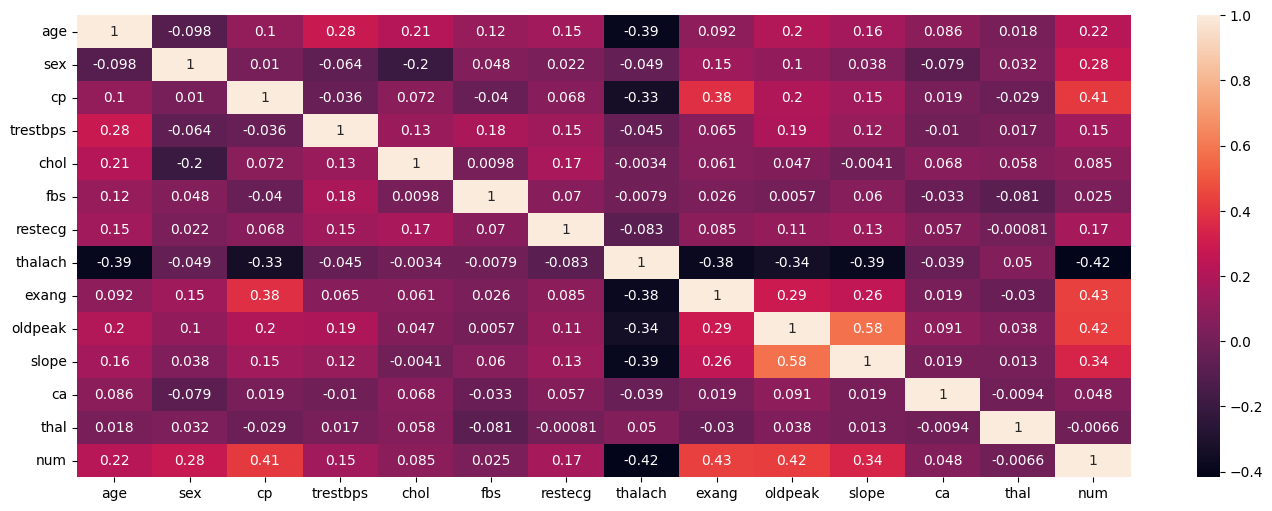 age 1 -0.098 0.1 0.28 0.21 0.12 0.15 -0.39 0.092 0.2 0.16 0.086 0.018 0.22
sex -0.098 1 0.01 -0.064 -0.2 0.048 0.022 -0.049 0.15 0.1 0.038 -0.079 0.032 0.28
cp 0.1 0.01 1 -0.036 0.072 -0.04 0.068 -0.33 0.38 0.2 0.15 0.019 -0.029 0.41
trestbps 0.28 -0.064 -0.036 1 0.13 0.18 0.15 -0.045 0.065 0.19 0.12 -0.01 0.017 0.15
chol 0.21 -0.2 0.072 0.13 1 0.0098 0.17 -0.0034 0.061 0.047 -0.0041 0.068 0.058 0.085
fbs 0.12 0.048 -0.04 0.18 0.0098 1 0.07 -0.0079 0.026 0.0057 0.06 -0.033 -0.081 0.025
restecg 0.15 0.022 0.068 0.15 0.17 0.07 1 -0.083 0.085 0.11 0.13 0.057 -0.00081 0.17
thalach -0.39 -0.049 -0.33 -0.045 -0.0034 -0.0079 -0.083 1 -0.38 -0.34 -0.39 -0.039 0.05 -0.42
exang 0.092 0.15 0.38 0.065 0.061 0.026 0.085 -0.38 1 0.29 0.26 0.019 -0.03 0.43
oldpeak 0.2 0.1 0.2 0.19 0.047 0.0057 0.11 -0.34 0.29 1 0.58 0.091 0.038 0.42
slope 0.16 0.038 0.15 0.12 -0.0041 0.06 0.13 -0.39 0.26 0.58 1 0.019 0.013 0.34
ca 0.086 -0.079 0.019 -0.01 0.068 -0.033 0.057 -0.039 0.019 0.091 0.019 1 -0.0094 0.048
thal 0.018 0.032 -0.029 0.017 0.058 -0.081 -0.00081 0.05 -0.03 0.038 0.013 -0.0094 1 -0.0066
num 0.22 0.28 0.41 0.15 0.085 0.025 0.17 -0.42 0.43 0.42 0.34 0.048 -0.0066 1
age sex cp trestbps chol fbs restecg thalach exang oldpeak slope ca thal num
1.0
0.8
0.6
0.4
0.2
0.0
−0.2
−0.4